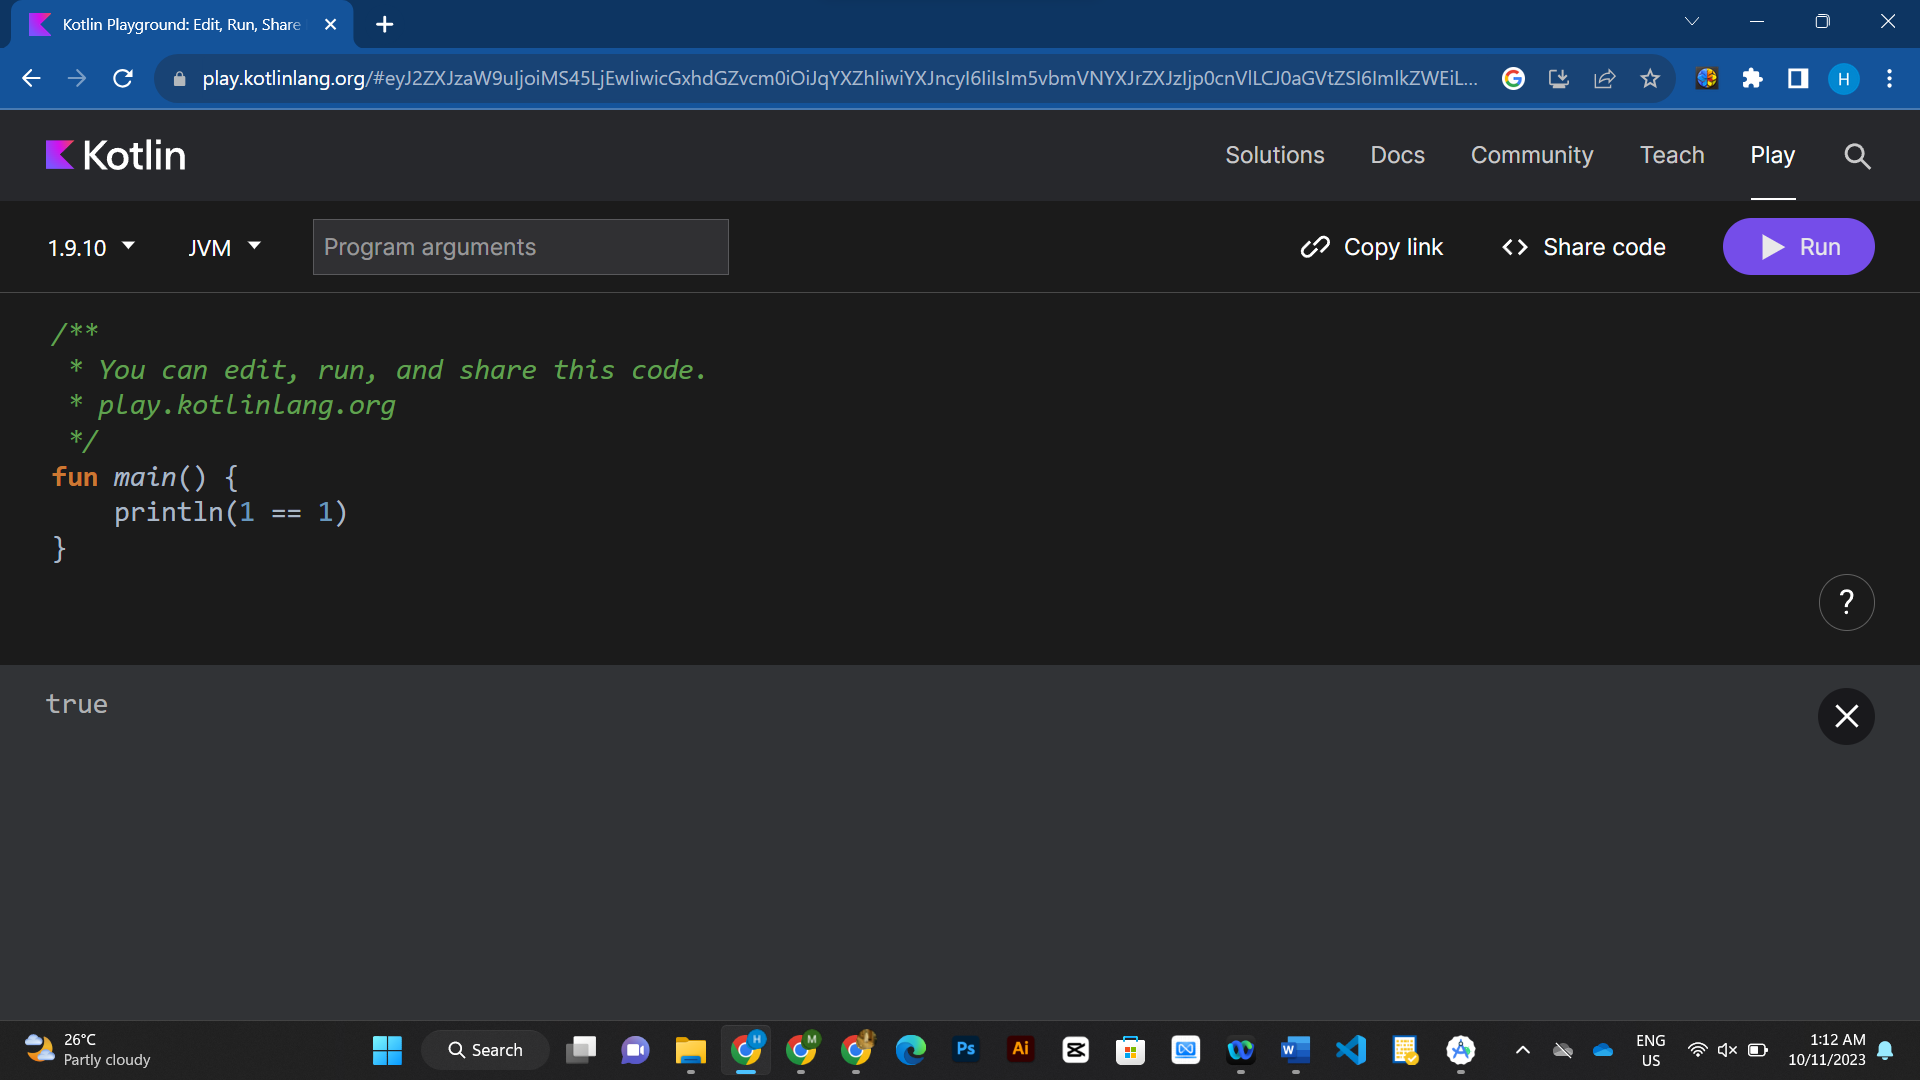 Kotlin Playground: Edit, Run, Share
play.kotlinlang.org/#eyJ2ZXJzaW9uIjoiMS45LjEwIiwicGxhdGZvcm0iOiJqYXZhIiwiYXJncyI6IiIsIm5vbmVNYXJrZXJzIjp0cnVlLCJ0aGVtZSI6ImlkZWEiL...
H
Kotlin
Solutions Docs Community Teach Play
1.9.10 JVM Program arguments Copy link <> Share code Run
/**
 * You can edit, run, and share this code.
 * play.kotlinlang.org
 */
fun main() {
    println(1 == 1)
}
?
true
26°C
Partly cloudy
Search
H
M
Ps
Ai
W
ENG
US
1:12 AM
10/11/2023